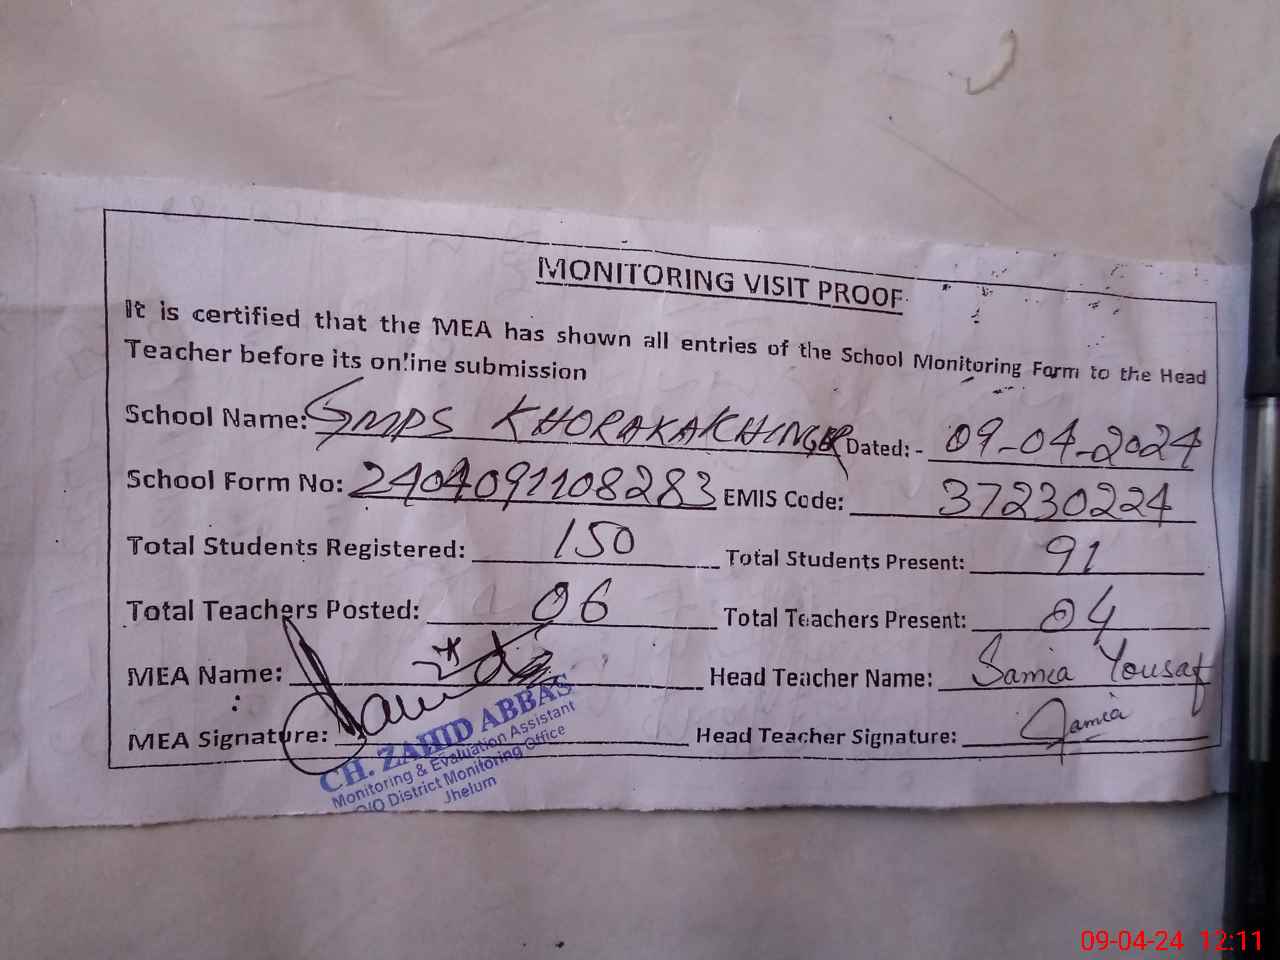 MONITORING VISIT PROOF
It is certified that the MEA has shown all entries of the School Monitoring Form to the Head
Teacher before its online submission
School Name: GMPS KHORAKAKHINGER Dated: - 09-04-2024
School Form No: 2404091108283 EMIS Code: 37230224
Total Students Registered: 150 Total Students Present: 91
Total Teachers Posted: 06 Total Teachers Present: 04
MEA Name: Head Teacher Name: Samia Yousaf
MEA Signature: Head Teacher Signature: Samia
CH. ZAHID ABBAS
Monitoring & Evaluation Assistant
O/O District Monitoring Office
Jhelum
09-04-24 12:11